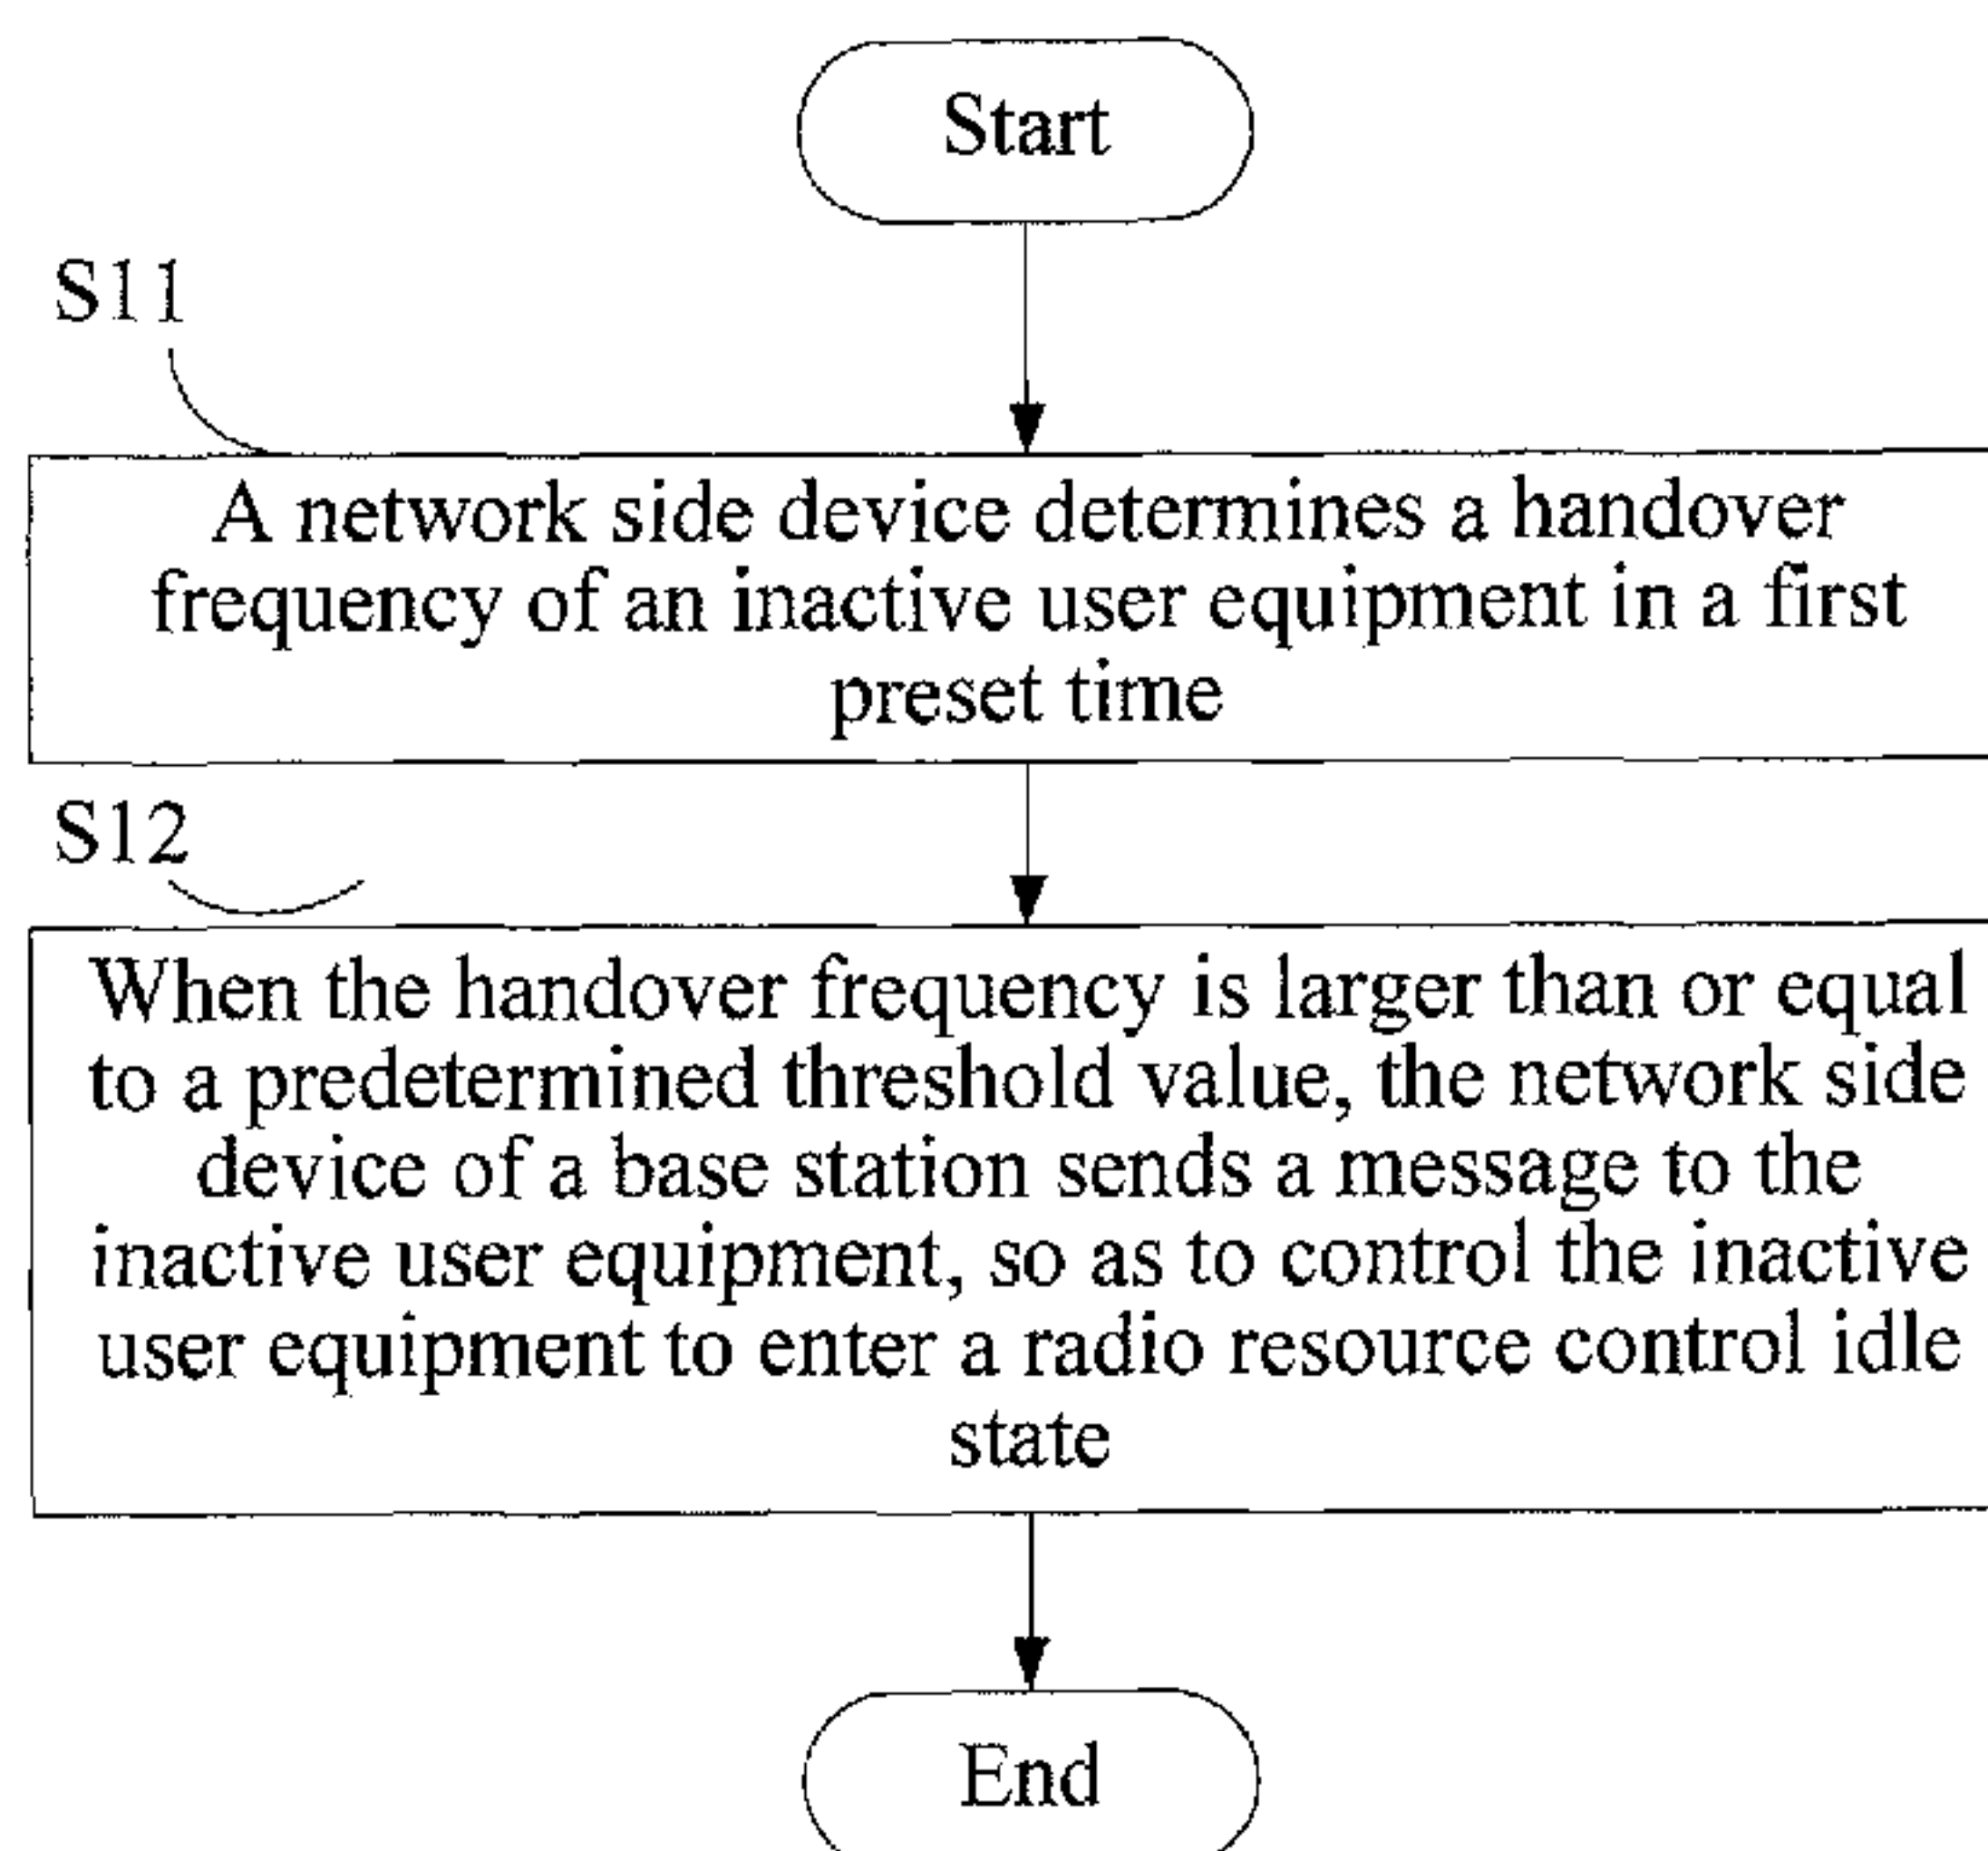 Start
S11
A network side device determines a handover
frequency of an inactive user equipment in a first
preset time
S12
When the handover frequency is larger than or equal
to a predetermined threshold value, the network side
device of a base station sends a message to the
inactive user equipment, so as to control the inactive
user equipment to enter a radio resource control idle
state
End